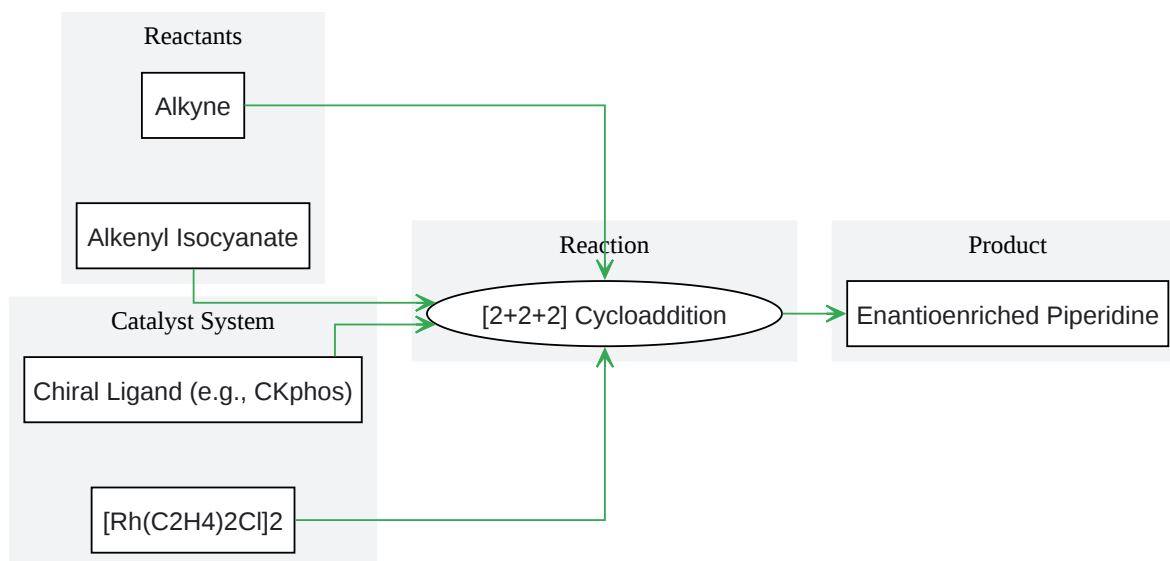 Reactants
Alkyne
Alkenyl Isocyanate
Catalyst System
Chiral Ligand (e.g., CKphos)
[Rh(C2H4)2Cl]2
Reaction
[2+2+2] Cycloaddition
Product
Enantioenriched Piperidine